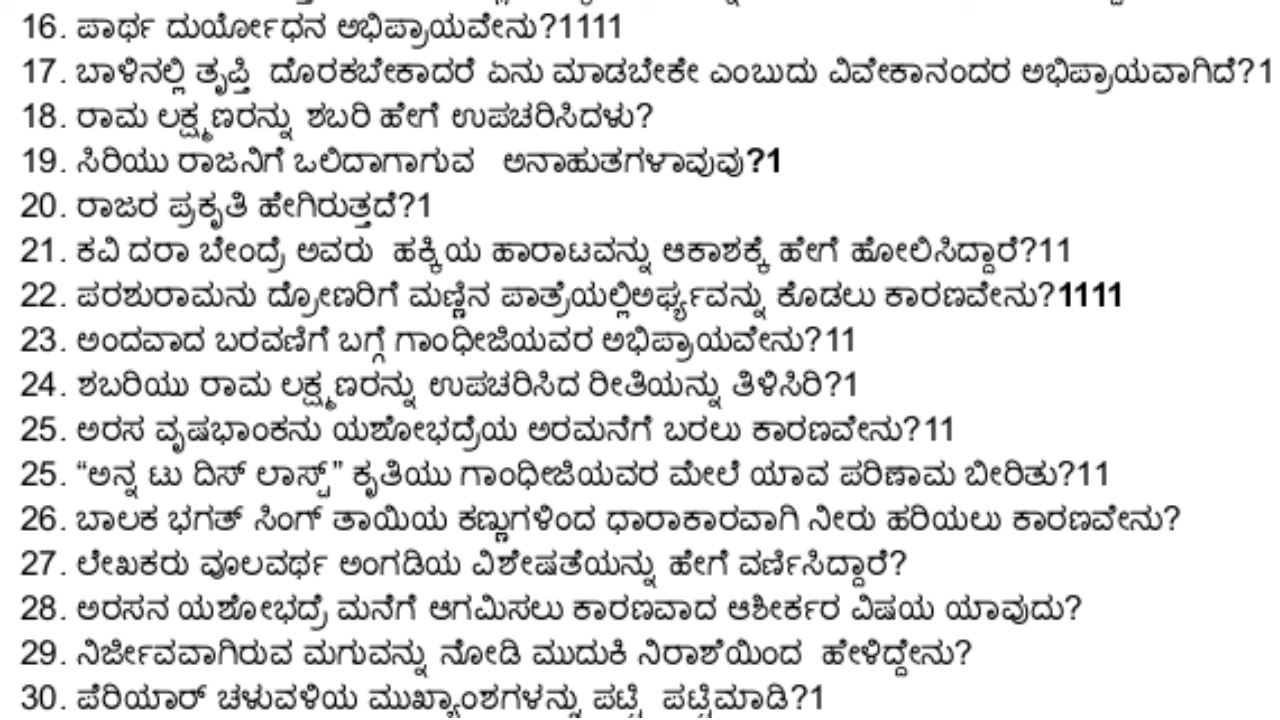 16. ಪಾರ್ಥ ದುರ್ಯೋಧನ ಅಭಿಪ್ರಾಯವೇನು?1111
17. ಬಾಳಿನಲ್ಲಿ ತೃಪ್ತಿ ದೊರಕಬೇಕಾದರೆ ಏನು ಮಾಡಬೇಕೇ ಎಂಬುದು ವಿವೇಕಾನಂದರ ಅಭಿಪ್ರಾಯವಾಗಿದೆ?1
18. ರಾಮ ಲಕ್ಷ್ಮಣರನ್ನು ಶಬರಿ ಹೇಗೆ ಉಪಚರಿಸಿದಳು?
19. ಸಿರಿಯು ರಾಜನಿಗೆ ಒಲಿದಾಗಾಗುವ ಅನಾಹುತಗಳಾವುವು?1
20. ರಾಜರ ಪ್ರಕೃತಿ ಹೇಗಿರುತ್ತದೆ?1
21. ಕವಿ ದರಾ ಬೇಂದ್ರೆ ಅವರು ಹಕ್ಕಿಯ ಹಾರಾಟವನ್ನು ಆಕಾಶಕ್ಕೆ ಹೇಗೆ ಹೋಲಿಸಿದ್ದಾರೆ?11
22. ಪರಶುರಾಮನು ದ್ರೋಣರಿಗೆ ಮಣ್ಣಿನ ಪಾತ್ರೆಯಲ್ಲಿಅರ್ಘ್ಯವನ್ನು ಕೊಡಲು ಕಾರಣವೇನು?1111
23. ಅಂದವಾದ ಬರವಣಿಗೆ ಬಗ್ಗೆ ಗಾಂಧೀಜಿಯವರ ಅಭಿಪ್ರಾಯವೇನು?11
24. ಶಬರಿಯು ರಾಮ ಲಕ್ಷ್ಮಣರನ್ನು ಉಪಚರಿಸಿದ ರೀತಿಯನ್ನು ತಿಳಿಸಿರಿ?1
25. ಅರಸ ವೃಷಭಾಂಕನು ಯಶೋಭದ್ರೆಯ ಅರಮನೆಗೆ ಬರಲು ಕಾರಣವೇನು?11
25. “ಅನ್ನ ಟು ದಿಸ್ ಲಾಸ್ಟ್” ಕೃತಿಯು ಗಾಂಧೀಜಿಯವರ ಮೇಲೆ ಯಾವ ಪರಿಣಾಮ ಬೀರಿತು?11
26. ಬಾಲಕ ಭಗತ್ ಸಿಂಗ್ ತಾಯಿಯ ಕಣ್ಣುಗಳಿಂದ ಧಾರಾಕಾರವಾಗಿ ನೀರು ಹರಿಯಲು ಕಾರಣವೇನು?
27. ಲೇಖಕರು ವೂಲವರ್ಥ ಅಂಗಡಿಯ ವಿಶೇಷತೆಯನ್ನು ಹೇಗೆ ವರ್ಣಿಸಿದ್ದಾರೆ?
28. ಅರಸನ ಯಶೋಭದ್ರೆ ಮನೆಗೆ ಆಗಮಿಸಲು ಕಾರಣವಾದ ಆಶೀರ್ಕರ ವಿಷಯ ಯಾವುದು?
29. ನಿರ್ಜೀವವಾಗಿರುವ ಮಗುವನ್ನು ನೋಡಿ ಮುದುಕಿ ನಿರಾಶೆಯಿಂದ ಹೇಳಿದ್ದೇನು?
30. ಪೆರಿಯಾರ್ ಚಳುವಳಿಯ ಮುಖ್ಯಾಂಶಗಳನ್ನು ಪಟ್ಟಿ ಪಟ್ಟಿಮಾಡಿ?1